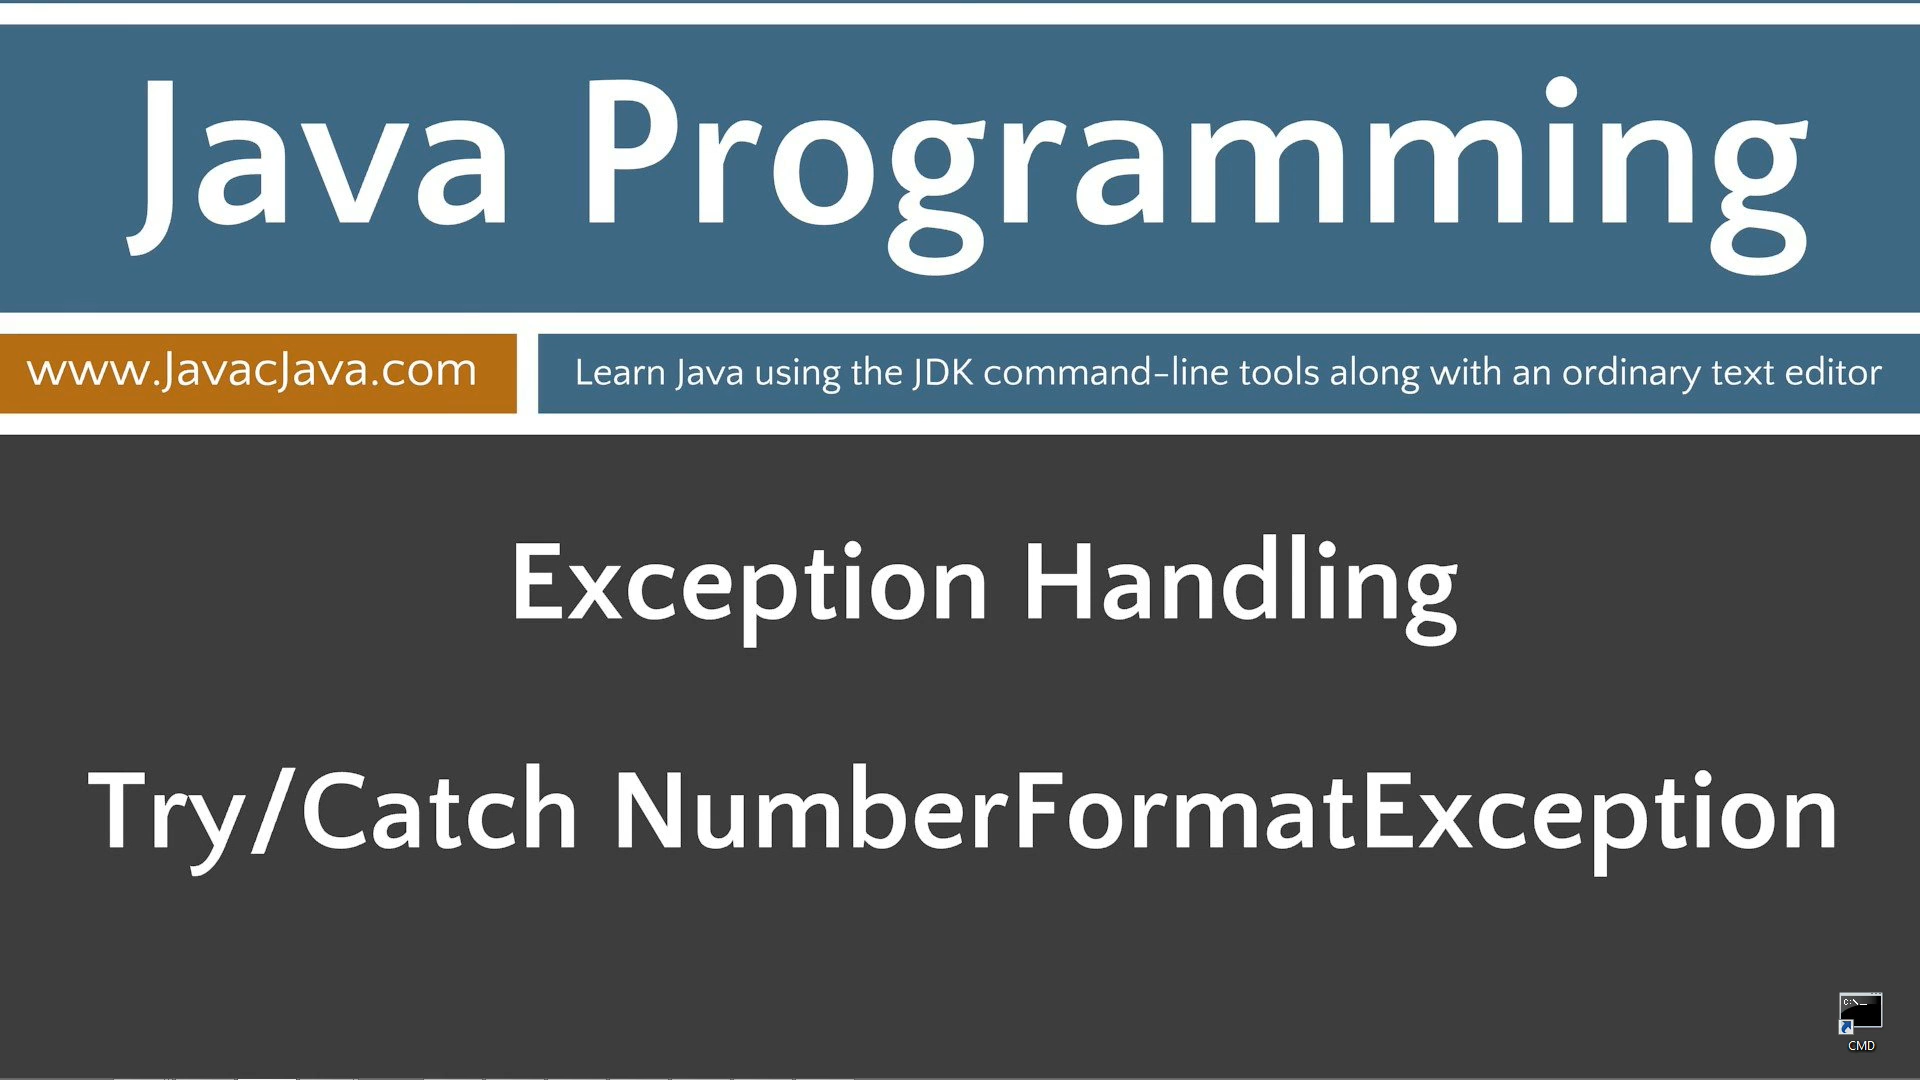 Java Programming
www.JavacJava.com
Learn Java using the JDK command-line tools along with an ordinary text editor
Exception Handling
Try/Catch NumberFormatException
C:\_
CMD